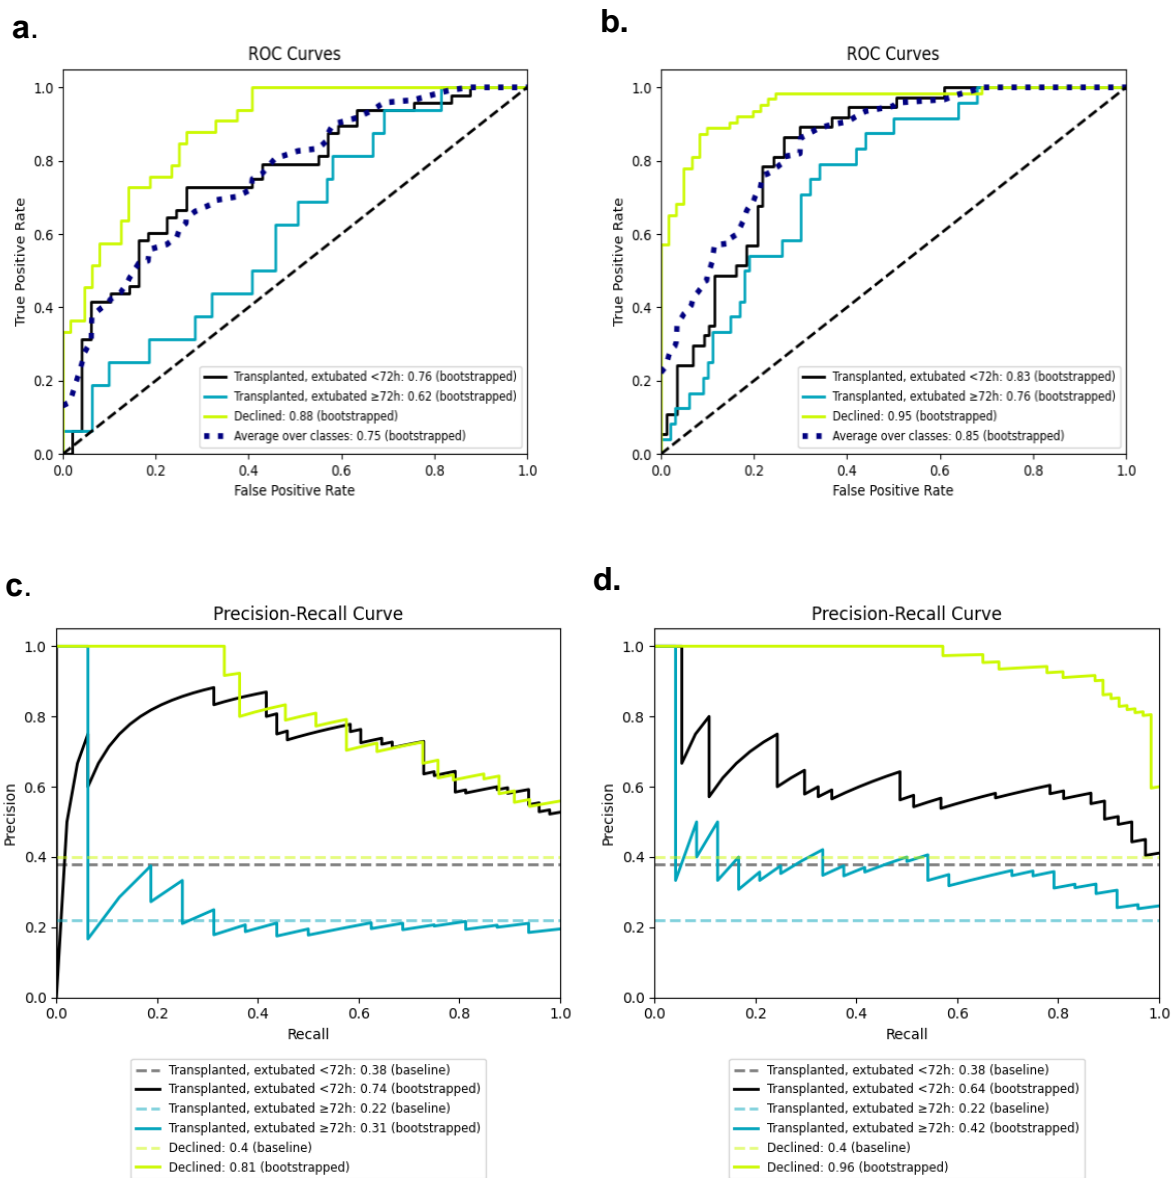 a.
ROC Curves
True Positive Rate
1.0
0.8
0.6
0.4
0.2
0.0
Transplanted, extubated <72h: 0.76 (bootstrapped)
Transplanted, extubated ≥72h: 0.62 (bootstrapped)
Declined: 0.88 (bootstrapped)
Average over classes: 0.75 (bootstrapped)
0.0 0.2 0.4 0.6 0.8 1.0
False Positive Rate
b.
ROC Curves
True Positive Rate
1.0
0.8
0.6
0.4
0.2
0.0
Transplanted, extubated <72h: 0.83 (bootstrapped)
Transplanted, extubated ≥72h: 0.76 (bootstrapped)
Declined: 0.95 (bootstrapped)
Average over classes: 0.85 (bootstrapped)
0.0 0.2 0.4 0.6 0.8 1.0
False Positive Rate
c.
Precision-Recall Curve
Precision
1.0
0.8
0.6
0.4
0.2
0.0
0.0 0.2 0.4 0.6 0.8 1.0
Recall
Transplanted, extubated <72h: 0.38 (baseline)
Transplanted, extubated <72h: 0.74 (bootstrapped)
Transplanted, extubated ≥72h: 0.22 (baseline)
Transplanted, extubated ≥72h: 0.31 (bootstrapped)
Declined: 0.4 (baseline)
Declined: 0.81 (bootstrapped)
d.
Precision-Recall Curve
Precision
1.0
0.8
0.6
0.4
0.2
0.0
0.0 0.2 0.4 0.6 0.8 1.0
Recall
Transplanted, extubated <72h: 0.38 (baseline)
Transplanted, extubated <72h: 0.64 (bootstrapped)
Transplanted, extubated ≥72h: 0.22 (baseline)
Transplanted, extubated ≥72h: 0.42 (bootstrapped)
Declined: 0.4 (baseline)
Declined: 0.96 (bootstrapped)